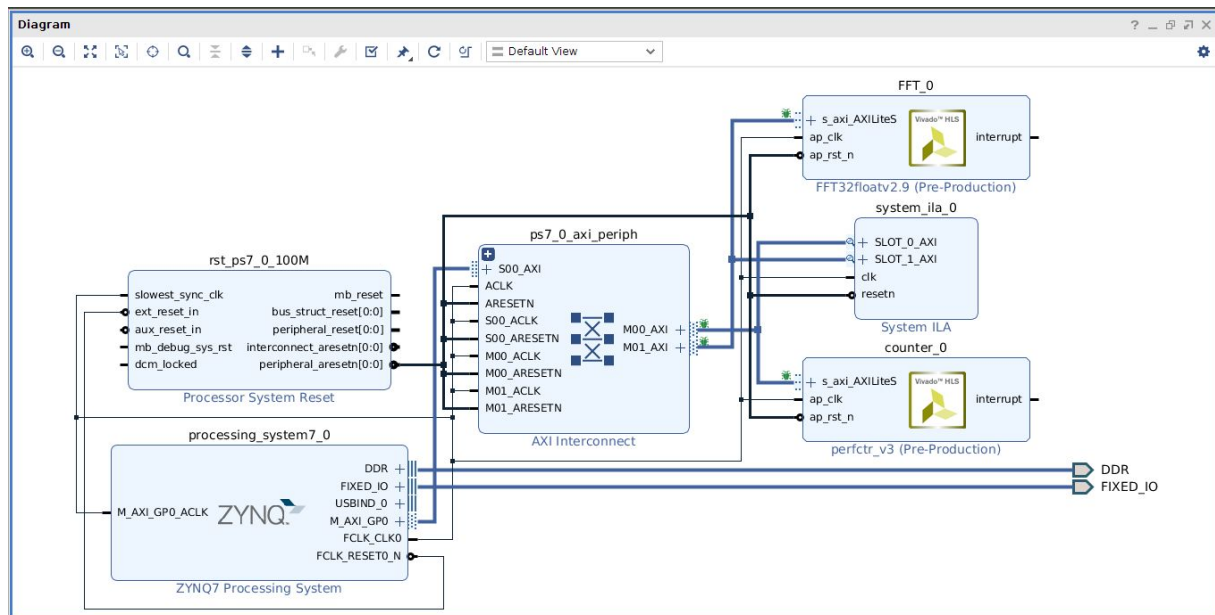 Diagram
Default View
FFT_0
s_axi_AXILiteS
ap_clk
ap_rst_n
Vivado™ HLS
interrupt
FFT32floatv2.9 (Pre-Production)
system_ila_0
SLOT_0_AXI
SLOT_1_AXI
clk
resetn
System ILA
counter_0
s_axi_AXILiteS
ap_clk
ap_rst_n
Vivado™ HLS
interrupt
perfctr_v3 (Pre-Production)
ps7_0_axi_periph
S00_AXI
ACLK
ARESETN
S00_ACLK
S00_ARESETN
M00_ACLK
M00_ARESETN
M01_ACLK
M01_ARESETN
M00_AXI
M01_AXI
AXI Interconnect
rst_ps7_0_100M
slowest_sync_clk
ext_reset_in
aux_reset_in
mb_debug_sys_rst
dcm_locked
mb_reset
bus_struct_reset[0:0]
peripheral_reset[0:0]
interconnect_aresetn[0:0]
peripheral_aresetn[0:0]
Processor System Reset
processing_system7_0
M_AXI_GP0_ACLK
ZYNQ
DDR
FIXED_IO
USBIND_0
M_AXI_GP0
FCLK_CLK0
FCLK_RESET0_N
ZYNQ7 Processing System
DDR
FIXED_IO